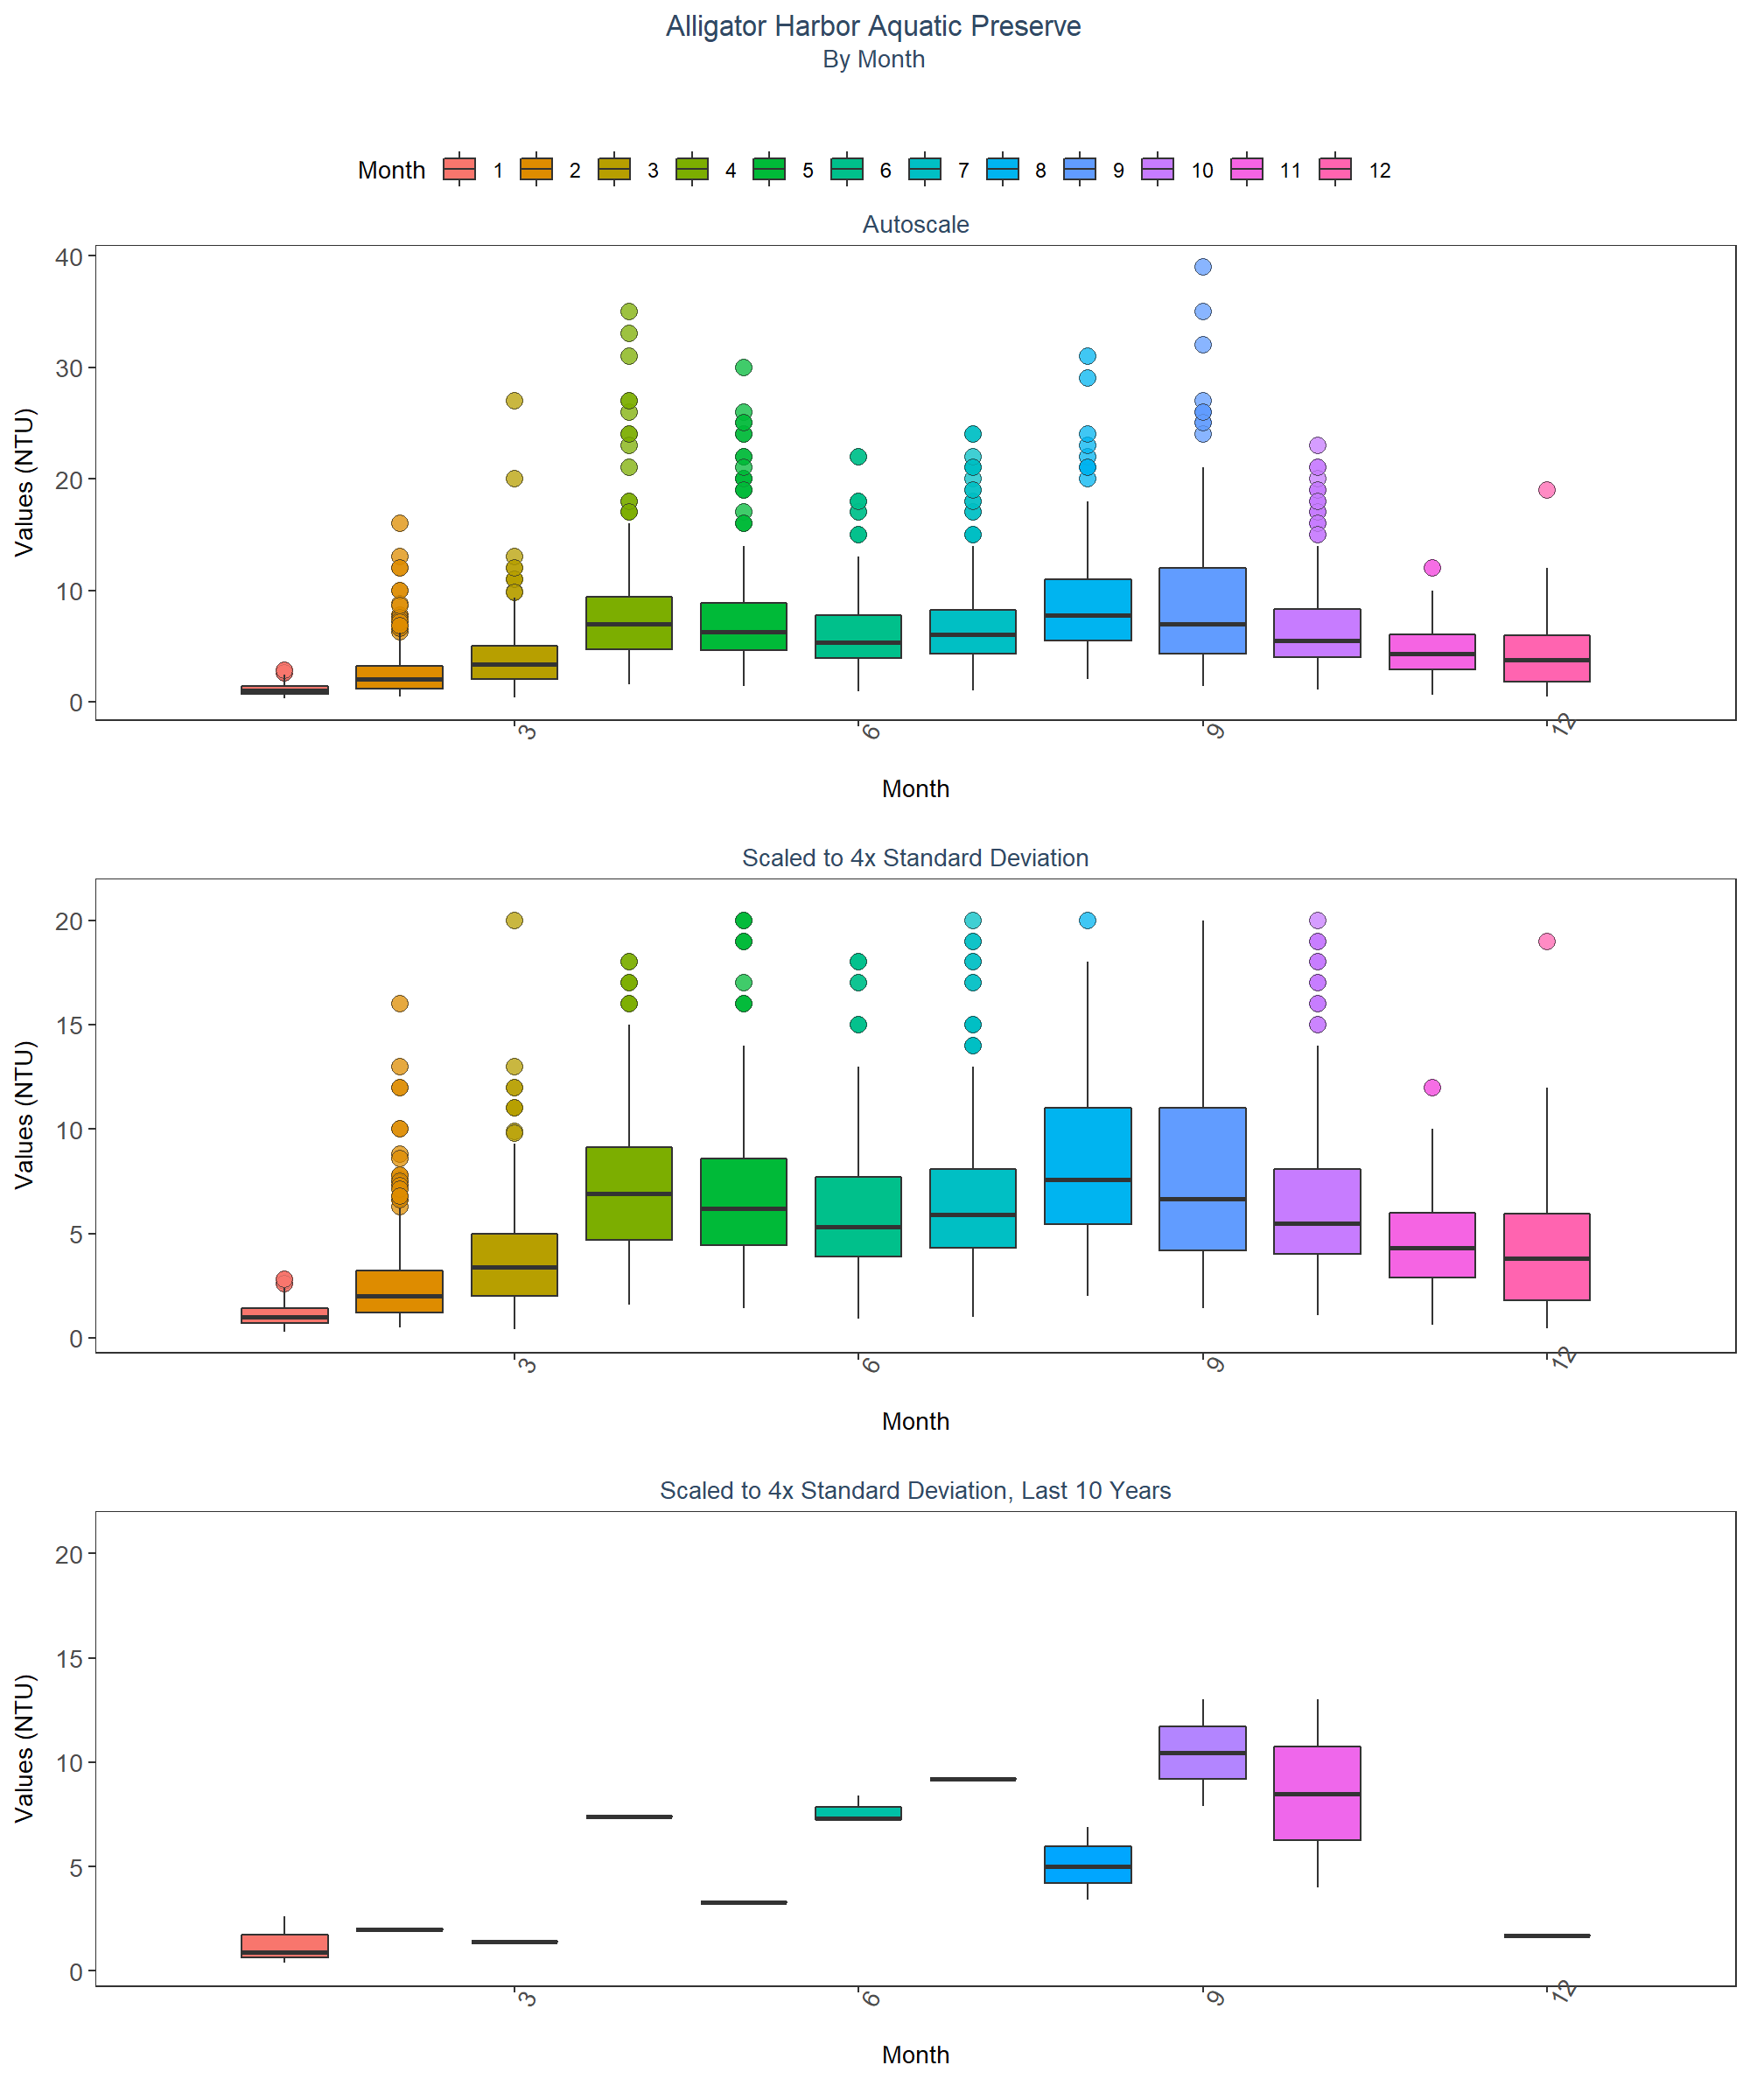 Alligator Harbor Aquatic Preserve
By Month
Month 1 2 3 4 5 6 7 8 9 10 11 12
Autoscale
Values (NTU)
40
30
20
10
0
3 6 9 12
Month
Scaled to 4x Standard Deviation
Values (NTU)
20
15
10
5
0
3 6 9 12
Month
Scaled to 4x Standard Deviation, Last 10 Years
Values (NTU)
20
15
10
5
0
3 6 9 12
Month